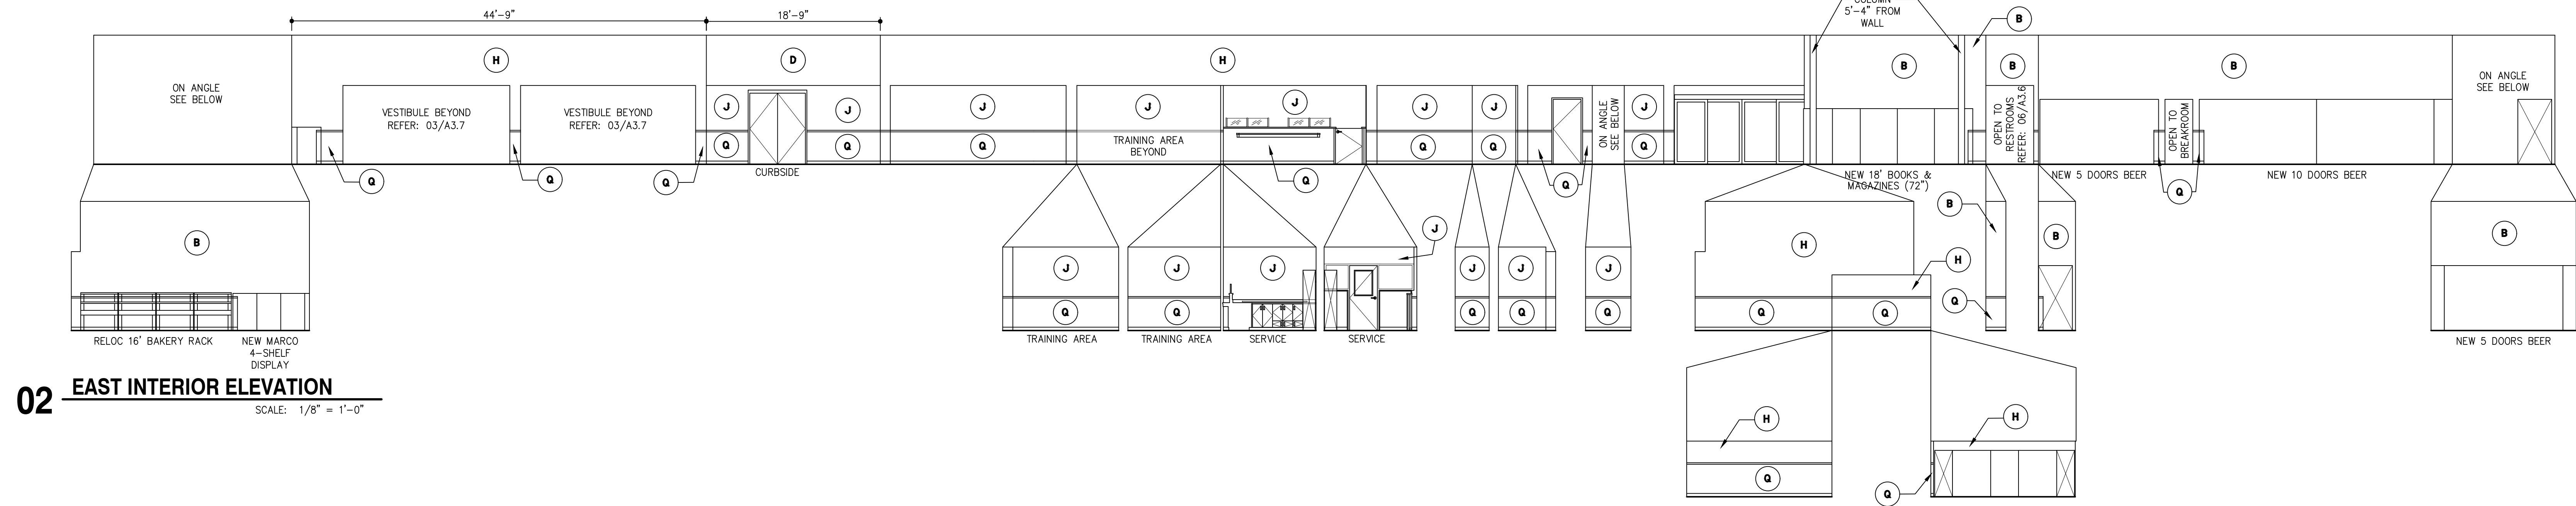 44'-9"
18'-9"
COLUMN
5'-4" FROM
WALL
B
H
D
H
B
B
B
ON ANGLE
SEE BELOW
ON ANGLE
SEE BELOW
VESTIBULE BEYOND
REFER: 03/A3.7
VESTIBULE BEYOND
REFER: 03/A3.7
J
J
J
J
J
J
J
J
ON ANGLE
SEE BELOW
OPEN TO
RESTROOMS
REFER: 06/A3.6
OPEN TO
BREAKROOM
TRAINING AREA
BEYOND
Q
Q
Q
Q
Q
Q
CURBSIDE
Q
Q
Q
Q
Q
Q
NEW 18' BOOKS &
MAGAZINES (72")
NEW 5 DOORS BEER
NEW 10 DOORS BEER
B
J
J
J
J
J
J
J
H
H
B
B
B
Q
Q
Q
Q
Q
Q
Q
Q
RELOC 16' BAKERY RACK
NEW MARCO
4-SHELF
DISPLAY
TRAINING AREA
TRAINING AREA
SERVICE
SERVICE
NEW 5 DOORS BEER
H
Q
H
Q
02 EAST INTERIOR ELEVATION
SCALE: 1/8" = 1'-0"